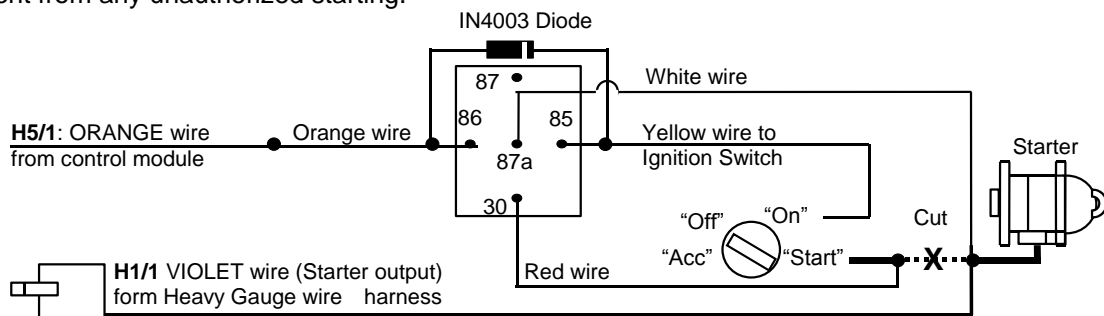 ent from any unauthorized starting.
IN4003 Diode
87
White wire
86
85
H5/1: ORANGE wire
from control module
Orange wire
87a
Yellow wire to
Ignition Switch
Starter
30
"Off"
"On"
Cut
"Acc"
"Start"
X
H1/1 VIOLET wire (Starter output)
form Heavy Gauge wire harness
Red wire